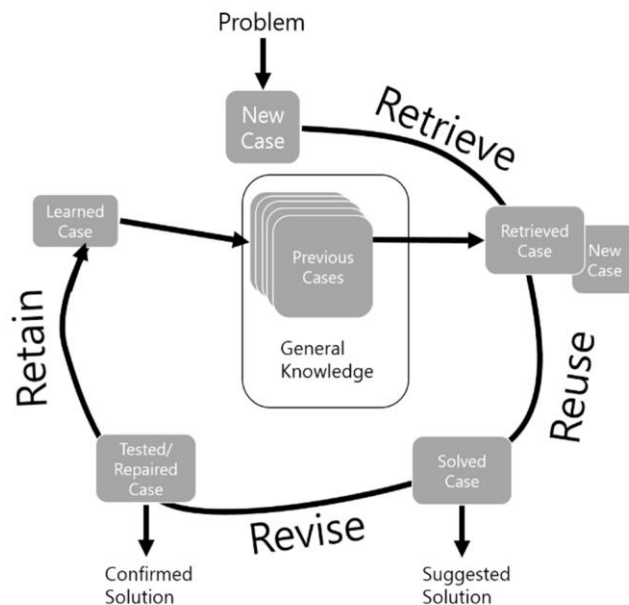 Problem
New
Case
Retrieve
Learned
Case
Previous
Cases
Retrieved
Case
New
Case
General
Knowledge
Retain
Reuse
Tested/
Repaired
Case
Solved
Case
Revise
Confirmed
Solution
Suggested
Solution